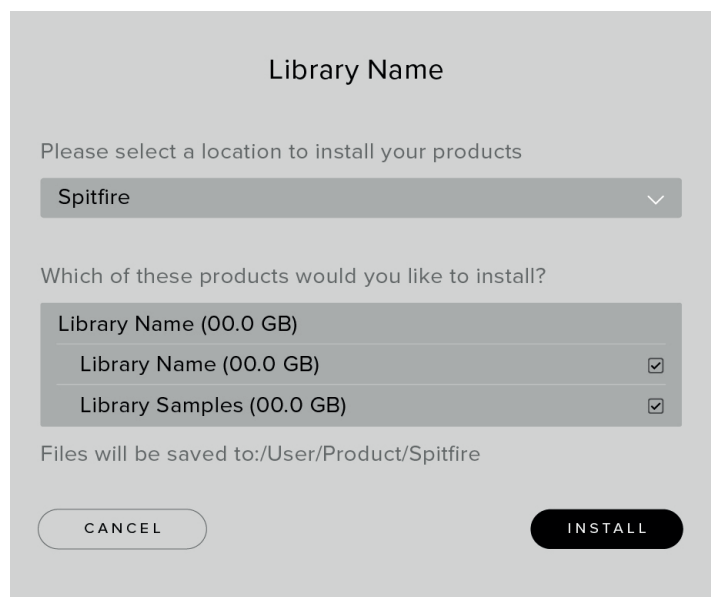 Library Name
Please select a location to install your products
Spitfire
Which of these products would you like to install?
Library Name (00.0 GB)
Library Name (00.0 GB)
Library Samples (00.0 GB)
Files will be saved to:/User/Product/Spitfire
CANCEL
INSTALL